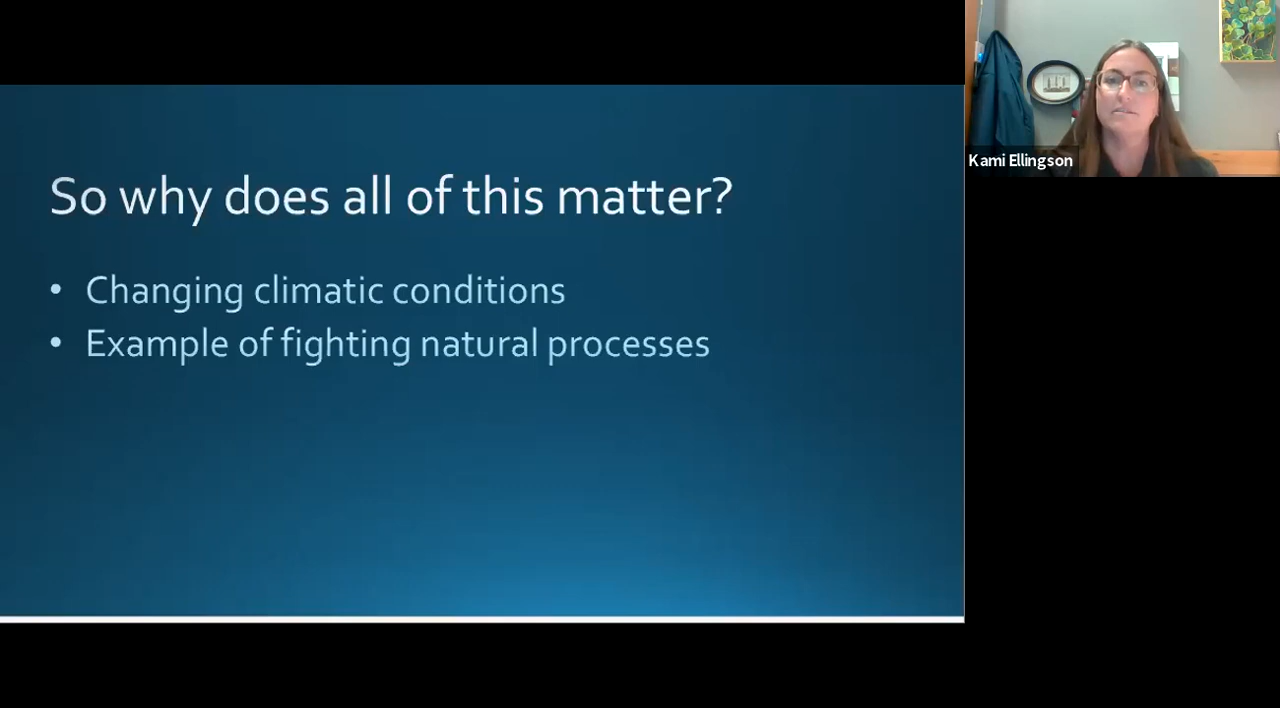 So why does all of this matter?
• Changing climatic conditions
• Example of fighting natural processes
Kami Ellingson